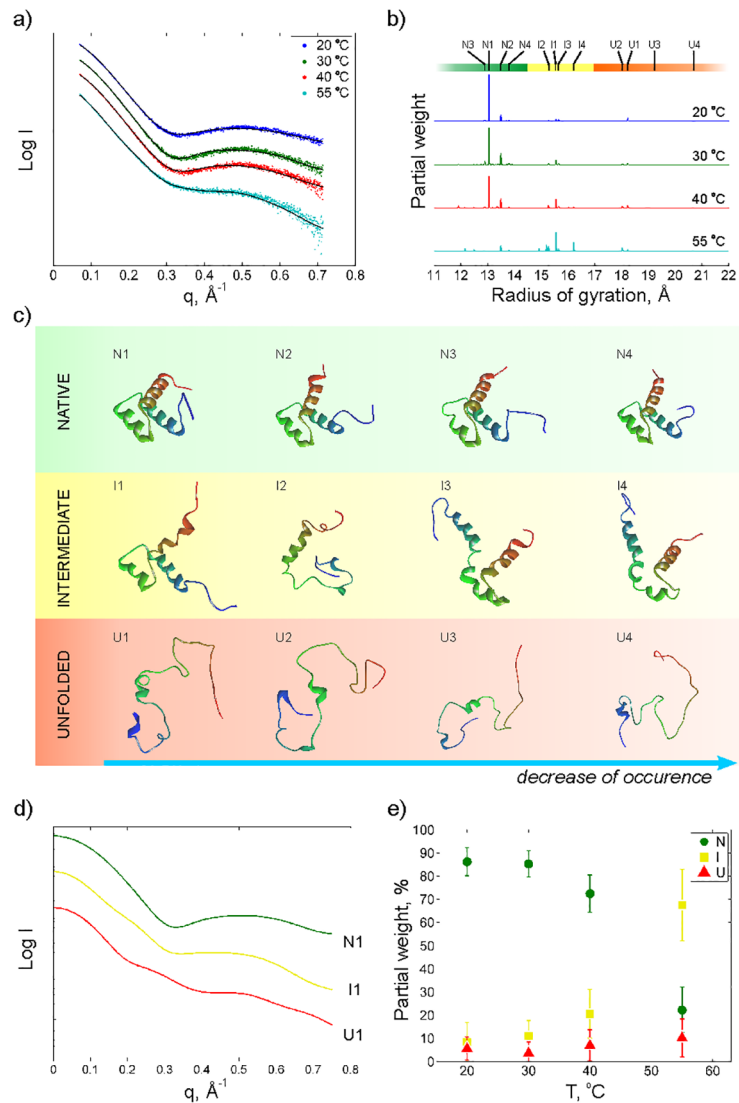 a)
20 °C
30 °C
40 °C
55 °C
Log I
0 0.1 0.2 0.3 0.4 0.5 0.6 0.7 0.8
q, Å-1
b)
N3 N1 N2 N4 I2 I1 I3 I4 U2 U1 U3 U4
Partial weight
20 °C
30 °C
40 °C
55 °C
11 12 13 14 15 16 17 18 19 20 21 22
Radius of gyration, Å
c)
NATIVE
N1 N2 N3 N4
INTERMEDIATE
I1 I2 I3 I4
UNFOLDED
U1 U2 U3 U4
decrease of occurence
d)
Log I
N1
I1
U1
0 0.1 0.2 0.3 0.4 0.5 0.6 0.7 0.8
q, Å-1
e)
Partial weight, %
100
90
80
70
60
50
40
30
20
10
0
N
I
U
20 30 40 50 60
T, °C